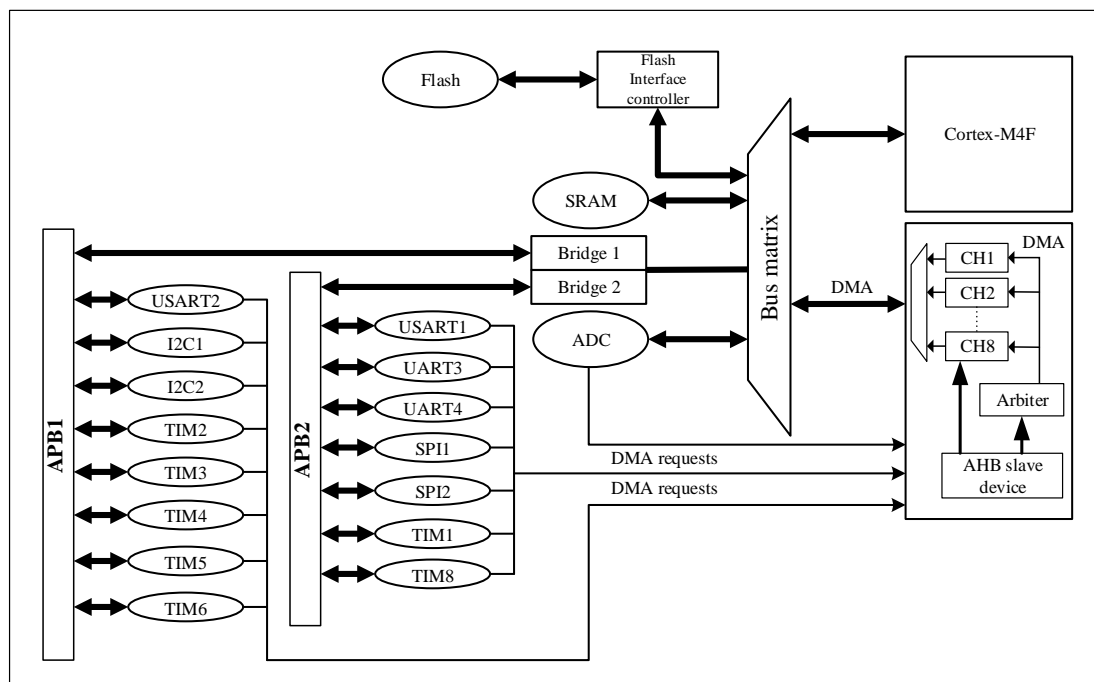 Flash
Flash
Interface
controller
Cortex-M4F
SRAM
Bus matrix
Bridge 1
Bridge 2
DMA
DMA
CH1
CH2
CH8
Arbiter
AHB slave
device
ADC
APB1
USART2
I2C1
I2C2
TIM2
TIM3
TIM4
TIM5
TIM6
APB2
USART1
UART3
UART4
SPI1
SPI2
TIM1
TIM8
DMA requests
DMA requests